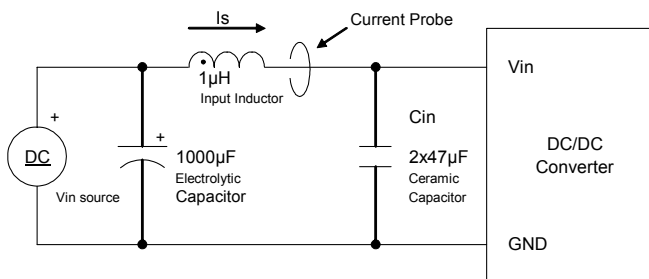 Is
Current Probe
1µH
Input Inductor
Vin
+
DC
Vin source
+
1000µF
Electrolytic
Capacitor
Cin
2x47µF
Ceramic
Capacitor
DC/DC
Converter
GND